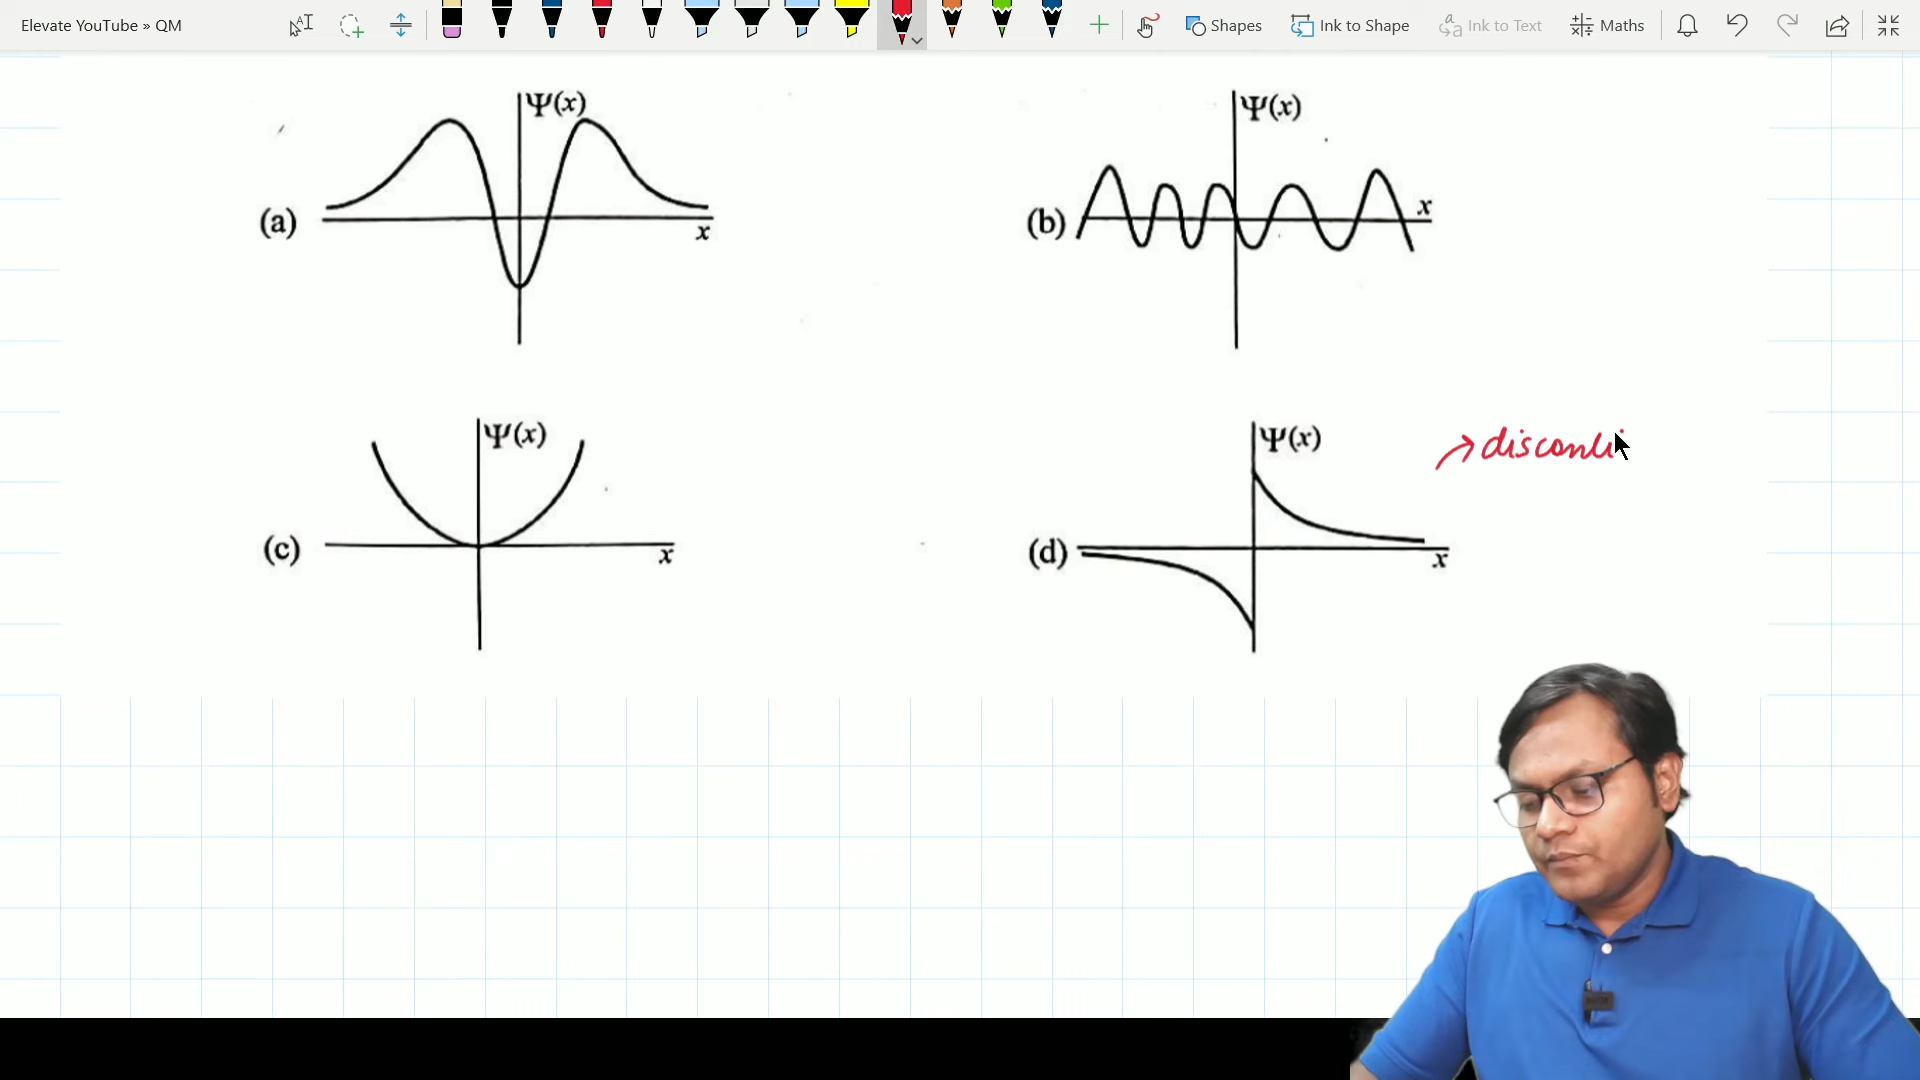 Elevate YouTube » QM
Shapes
Ink to Shape
Ink to Text
Maths
Ψ(x)
(a)
x
Ψ(x)
(b)
x
Ψ(x)
(c)
x
Ψ(x)
(d)
x
disconti